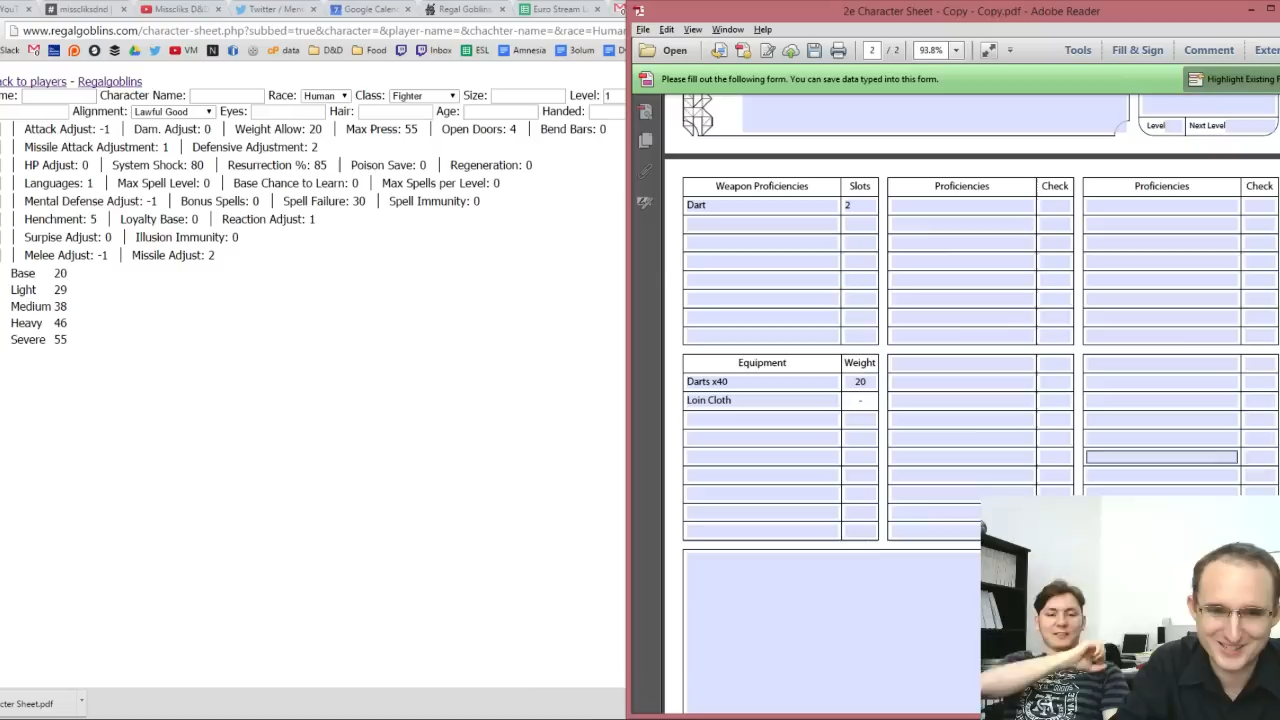 YouT
missclicksdnd
Missclicks D&D
Twitter / Men
Google Calend
Regal Goblins
Euro Stream L
www.regalgoblins.com/character-sheet.php?subbed=true&character=&player-name=&chachter-name=&race=Huma
Slack
data
D&D
Food
VM
ESL
Amnesia
3olum
D&D N
ck to players - Regalgoblins
me: Character Name: Race: Human Class: Fighter Size: Level: 1
Alignment: Lawful Good Eyes: Hair: Age: Handed:
Attack Adjust: -1 Dam. Adjust: 0 Weight Allow: 20 Max Press: 55 Open Doors: 4 Bend Bars: 0
Missile Attack Adjustment: 1 Defensive Adjustment: 2
HP Adjust: 0 System Shock: 80 Resurrection %: 85 Poison Save: 0 Regeneration: 0
Languages: 1 Max Spell Level: 0 Base Chance to Learn: 0 Max Spells per Level: 0
Mental Defense Adjust: -1 Bonus Spells: 0 Spell Failure: 30 Spell Immunity: 0
Henchment: 5 Loyalty Base: 0 Reaction Adjust: 1
Surpise Adjust: 0 Illusion Immunity: 0
Melee Adjust: -1 Missile Adjust: 2
Base 20
Light 29
Medium 38
Heavy 46
Severe 55
cter Sheet.pdf
2e Character Sheet - Copy - Copy.pdf - Adobe Reader
File Edit View Window Help
Open 2 / 2 93.8% Tools Fill & Sign Comment Exter
Please fill out the following form. You can save data typed into this form.
Highlight Existing F
Level Next Level
Weapon Proficiencies Slots Proficiencies Check Proficiencies Check
Dart 2
Equipment Weight
Darts x40 20
Loin Cloth -